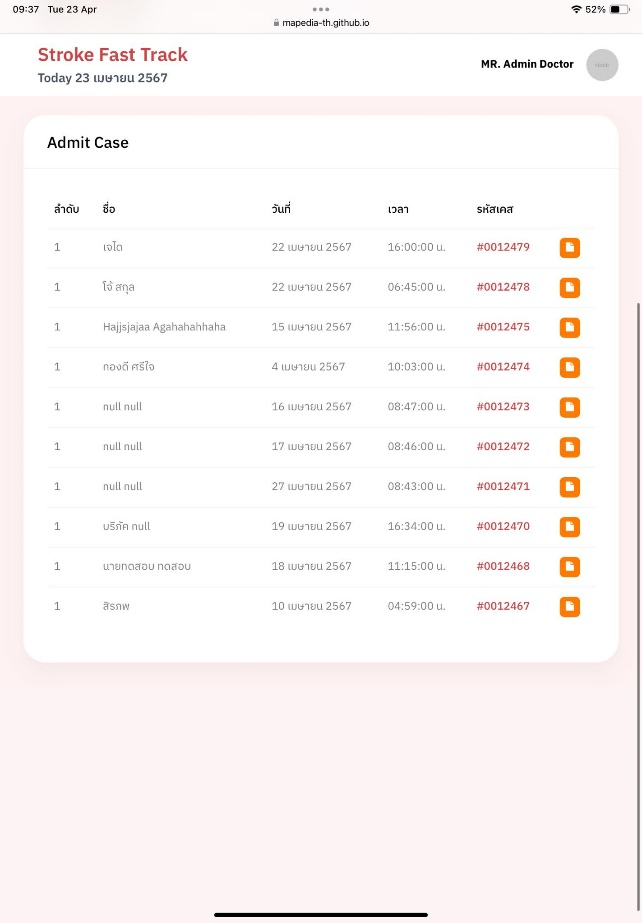 09:37 Tue 23 Apr
52%
mapedia-th.github.io
Stroke Fast Track
MR. Admin Doctor
Today 23 เมษายน 2567
Admit Case
ลำดับ ชื่อ วันที่ เวลา รหัสเคส
1 เจได 22 เมษายน 2567 16:00:00 น. #0012479
1 โจ้ สกุล 22 เมษายน 2567 06:45:00 น. #0012478
1 Hajjsjajaa Agahahahhaha 15 เมษายน 2567 11:56:00 น. #0012475
1 กองดี ศรีใจ 4 เมษายน 2567 10:03:00 น. #0012474
1 null null 16 เมษายน 2567 08:47:00 น. #0012473
1 null null 17 เมษายน 2567 08:46:00 น. #0012472
1 null null 27 เมษายน 2567 08:43:00 น. #0012471
1 บริภัค null 19 เมษายน 2567 16:34:00 น. #0012470
1 นายทดสอบ ทดสอบ 18 เมษายน 2567 11:15:00 น. #0012468
1 สิรภพ 10 เมษายน 2567 04:59:00 น. #0012467